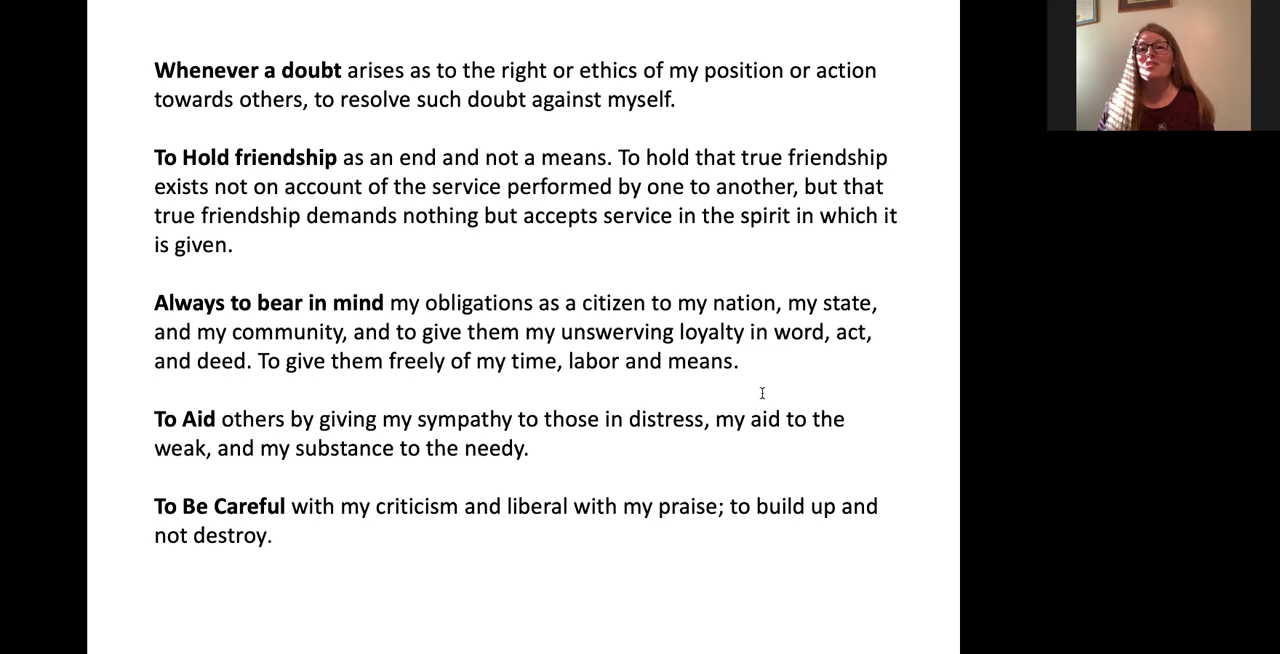 Whenever a doubt arises as to the right or ethics of my position or action
towards others, to resolve such doubt against myself.
To Hold friendship as an end and not a means. To hold that true friendship
exists not on account of the service performed by one to another, but that
true friendship demands nothing but accepts service in the spirit in which it
is given.
Always to bear in mind my obligations as a citizen to my nation, my state,
and my community, and to give them my unswerving loyalty in word, act,
and deed. To give them freely of my time, labor and means.
To Aid others by giving my sympathy to those in distress, my aid to the
weak, and my substance to the needy.
To Be Careful with my criticism and liberal with my praise; to build up and
not destroy.